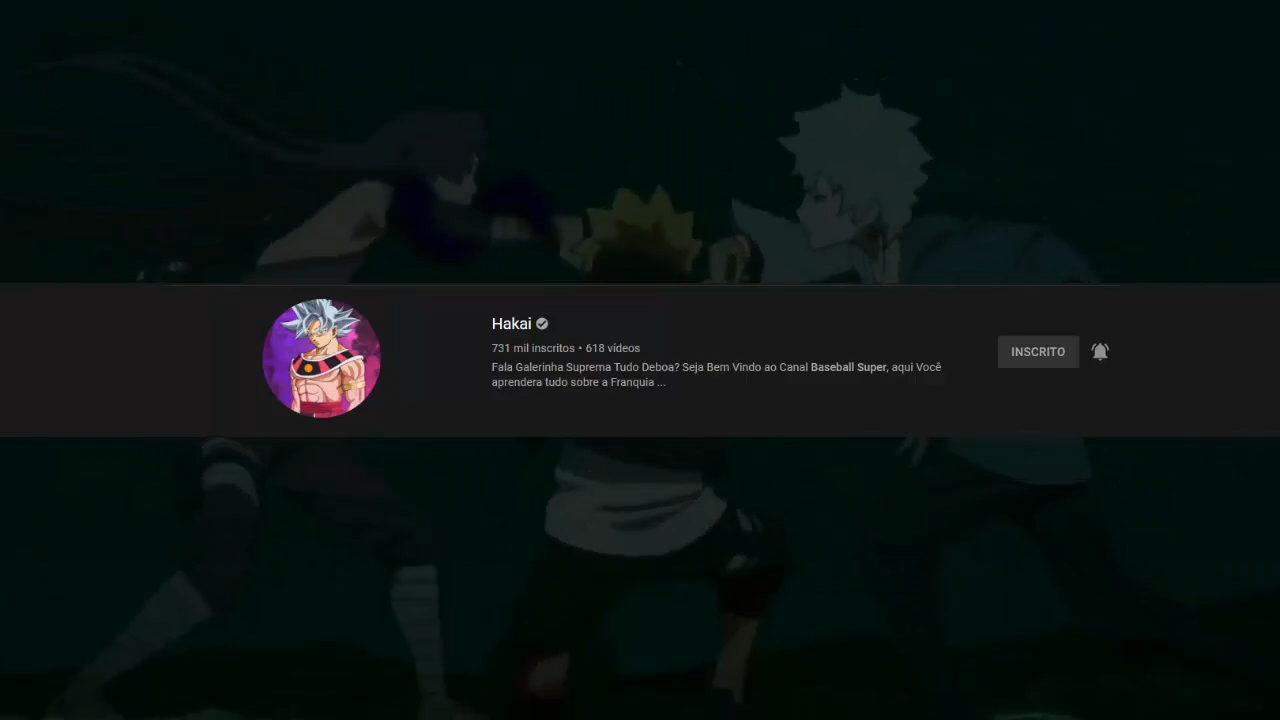 Hakai
731 mil inscritos • 618 vídeos
Fala Galerinha Suprema Tudo Deboa? Seja Bem Vindo ao Canal Baseball Super, aqui Você
aprendera tudo sobre a Franquia ...
INSCRITO